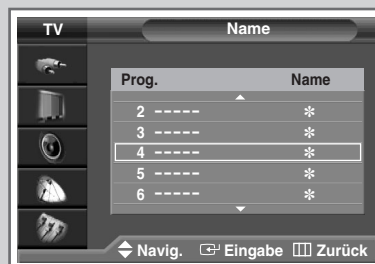 TV Name
Prog. Name
2 ----- ✻
3 ----- ✻
4 ----- ✻
5 ----- ✻
6 ----- ✻
Navig. Eingabe Zurück